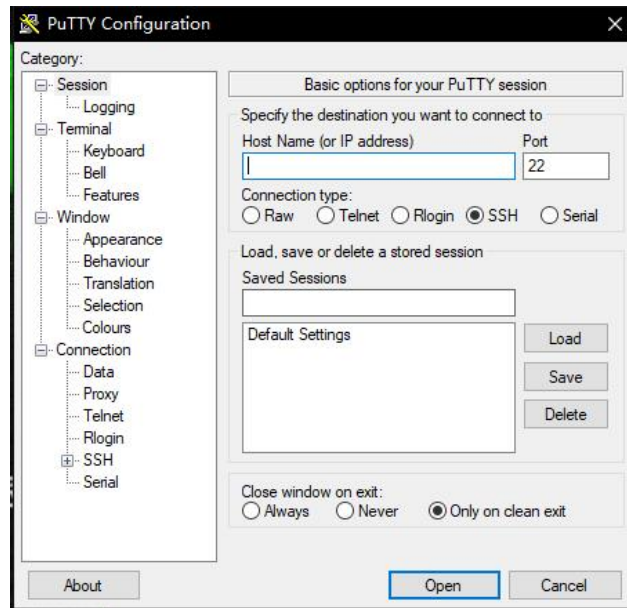 PuTTY Configuration
Category:
Session
Logging
Terminal
Keyboard
Bell
Features
Window
Appearance
Behaviour
Translation
Selection
Colours
Connection
Data
Proxy
Telnet
Rlogin
SSH
Serial
Basic options for your PuTTY session
Specify the destination you want to connect to
Host Name (or IP address) Port
22
Connection type:
Raw Telnet Rlogin SSH Serial
Load, save or delete a stored session
Saved Sessions
Default Settings
Load
Save
Delete
Close window on exit:
Always Never Only on clean exit
About Open Cancel